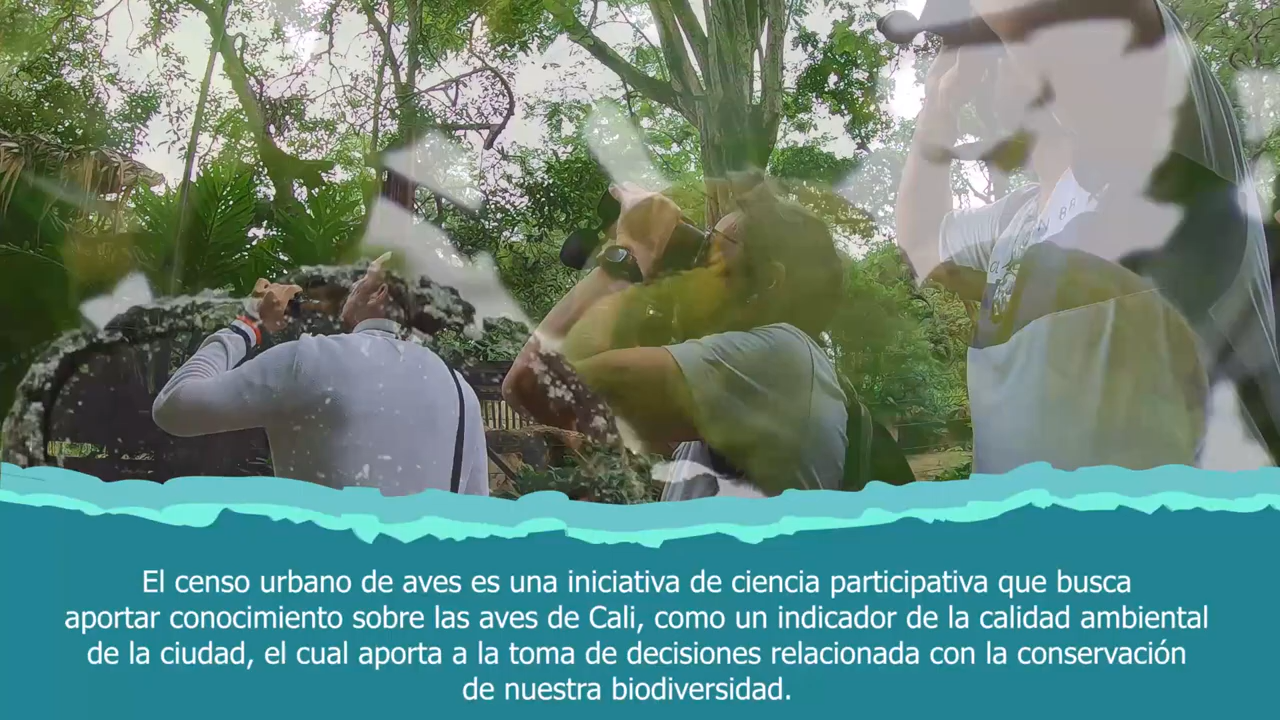 El censo urbano de aves es una iniciativa de ciencia participativa que busca
aportar conocimiento sobre las aves de Cali, como un indicador de la calidad ambiental
de la ciudad, el cual aporta a la toma de decisiones relacionada con la conservación
de nuestra biodiversidad.